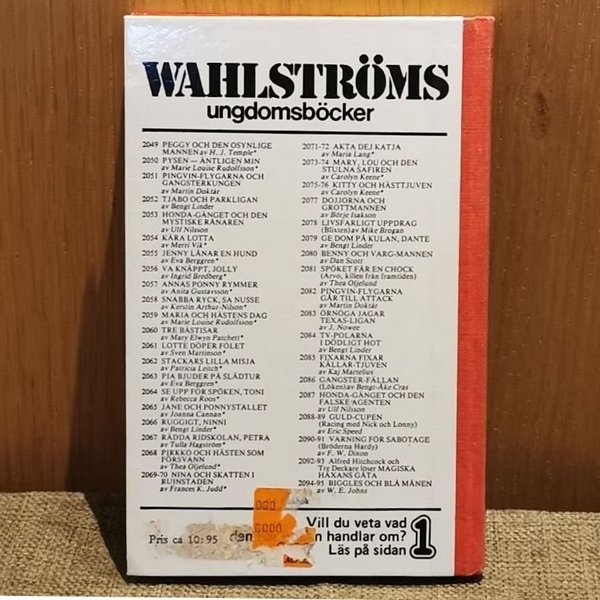 WAHLSTRÖMS
ungdomsböcker
2049 PEGGY OCH DEN OSYNLIGE
MANNEN av H. J. Temple*
2050 PYSEN — ÄNTLIGEN MIN
av Marie Louise Rudolfsson*
2051 PINGVIN-FLYGARNA OCH
GANGSTERKUNGEN
av Martin Doktár
2052 TJABO OCH PARKLIGAN
av Bengt Linder
2053 HONDA-GÄNGET OCH DEN
MYSTISKE RÅNAREN
av Ulf Nilsson
2054 KÄRA LOTTA
av Merri Vik*
2055 JENNY LÄNAR EN HUND
av Eva Berggren*
2056 VA KNÄPPT, JOLLY
av Ingrid Bredberg*
2057 ANNAS PONNY RYMMER
av Anita Gustavsson*
2058 SNABBA RYCK, SA NUSSE
av Kerstin Arthur-Nilson*
2059 MARIA OCH HÄSTENS DAG
av Marie Louise Rudolfsson*
2060 TRE BÄSTISAR
av Mary Elwyn Patchett*
2061 LOTTE DÖPER FÖLET
av Sven Martinson*
2062 STACKARS LILLA MISJA
av Patricia Leitch*
2063 PIA BJUDER PÅ SLÄDTUR
av Eva Berggren*
2064 SE UPP FÖR SPÖKEN, TONI
av Rebecca Roos*
2065 JANE OCH PONNYSTALLET
av Joanna Cannan*
2066 RUGGIGT, NINNI
av Bengt Linder*
2067 RÄDDA RIDSKOLAN, PETRA
av Tulla Hagström*
2068 PIRKKO OCH HÄSTEN SOM
FÖRSVANN
av Thea Oljelund*
2069-70 NINA OCH SKATTEN I
RUINSTADEN
av Frances K. Judd*
2071-72 AKTA DEJ KATJA
av Maria Lang*
2073-74 MARY, LOU OCH DEN
STULNA SAFIREN
av Carolyn Keene*
2075-76 KITTY OCH HÄSTTJUVEN
av Carolyn Keene*
2077 DOJJORNA OCH
GROTTMANNEN
av Börje Isakson
2078 LIVSFARLIGT UPPDRAG
(Blixten) av Mike Brogan
2079 GE DOM PÅ KULAN, DANTE
av Bengt Linder
2080 BENNY OCH VARG-MANNEN
av Dan Scott
2081 SPÖKET FÅR EN CHOCK
(Arvo, killen från framtiden)
av Thea Oljelund
2082 PINGVIN-FLYGARNA
GÅR TILL ATTACK
av Martin Doktár
2083 ÖRNÖGA JAGAR
TEXAS-LIGAN
av J. Nowee
2084 TV-POLARNA
I DÖDLIGT HOT
av Bengt Linder
2085 FIXARNA FIXAR
KÄLLAR-TJUVEN
av Kaj Martelius
2086 GANGSTER-FÄLLAN
(Löken) av Bengt-Åke Cras
2087 HONDA-GÄNGET OCH DEN
FALSKE AGENTEN
av Ulf Nilsson
2088-89 GULD-CUPEN
(Racing med Nick och Lonny)
av Eric Speed
2090-91 VARNING FÖR SABOTAGE
(Bröderna Hardy)
av F. W. Dixon
2092-93 Alfred Hitchcock och
Tre Deckare löser MAGISKA
HÄXANS GÅTA
2094-95 BIGGLES OCH BLÅ MÅNEN
av W. E. Johns
Pris ca 10:95
Vill du veta vad
den handlar om?
Läs på sidan
1